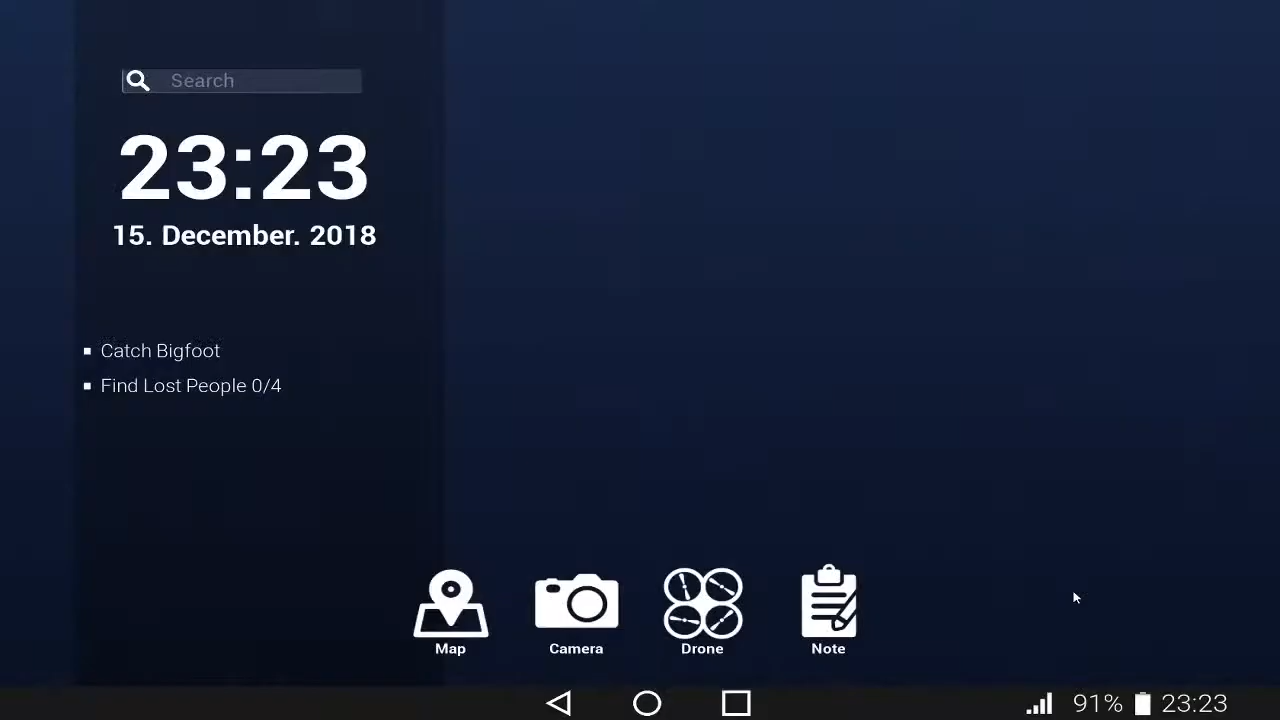 Search
23:23
15. December. 2018
Catch Bigfoot
Find Lost People 0/4
Map
Camera
Drone
Note
91% 23:23